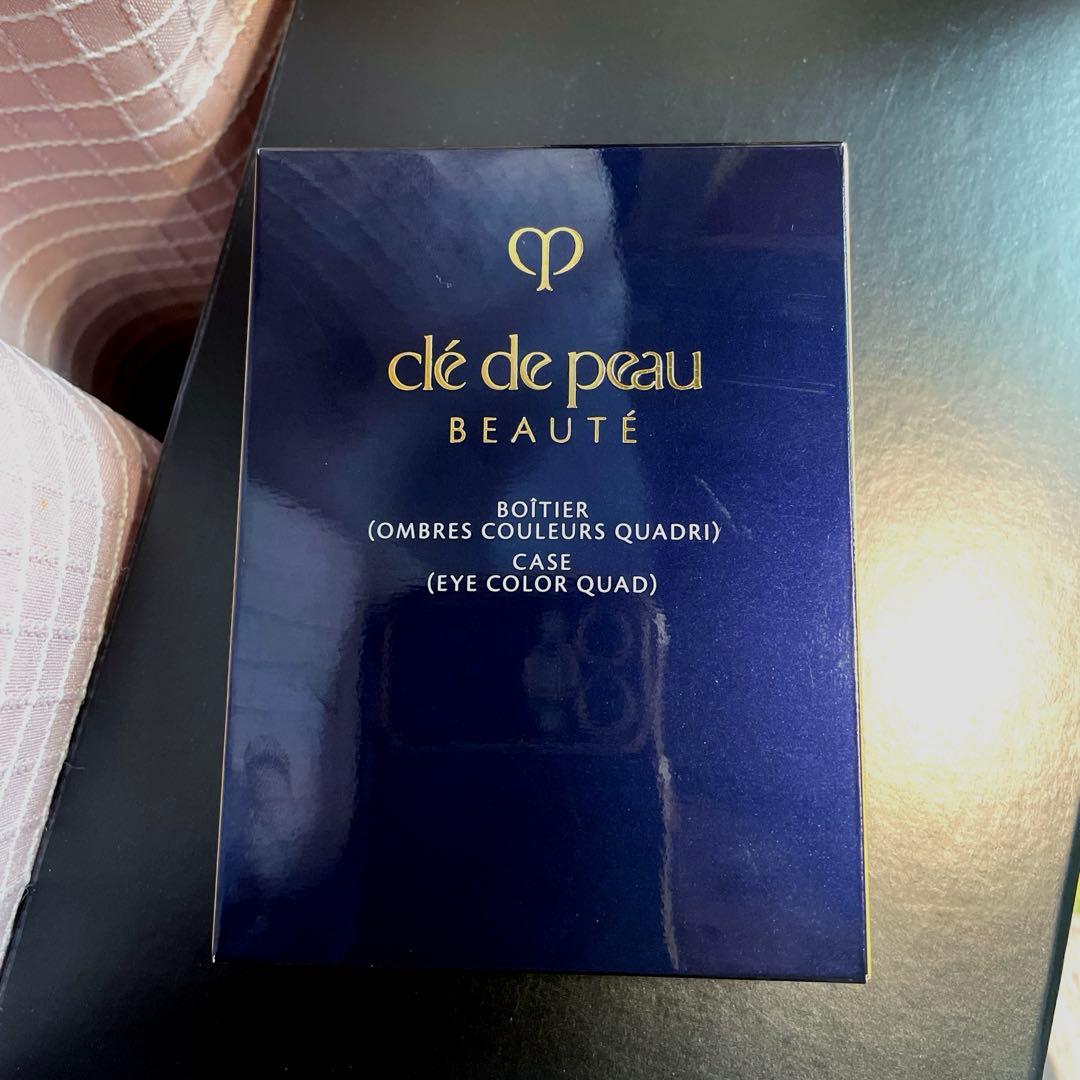 clé de peau
BEAUTÉ
BOÎTIER
(OMBRES COULEURS QUADRI)
CASE
(EYE COLOR QUAD)